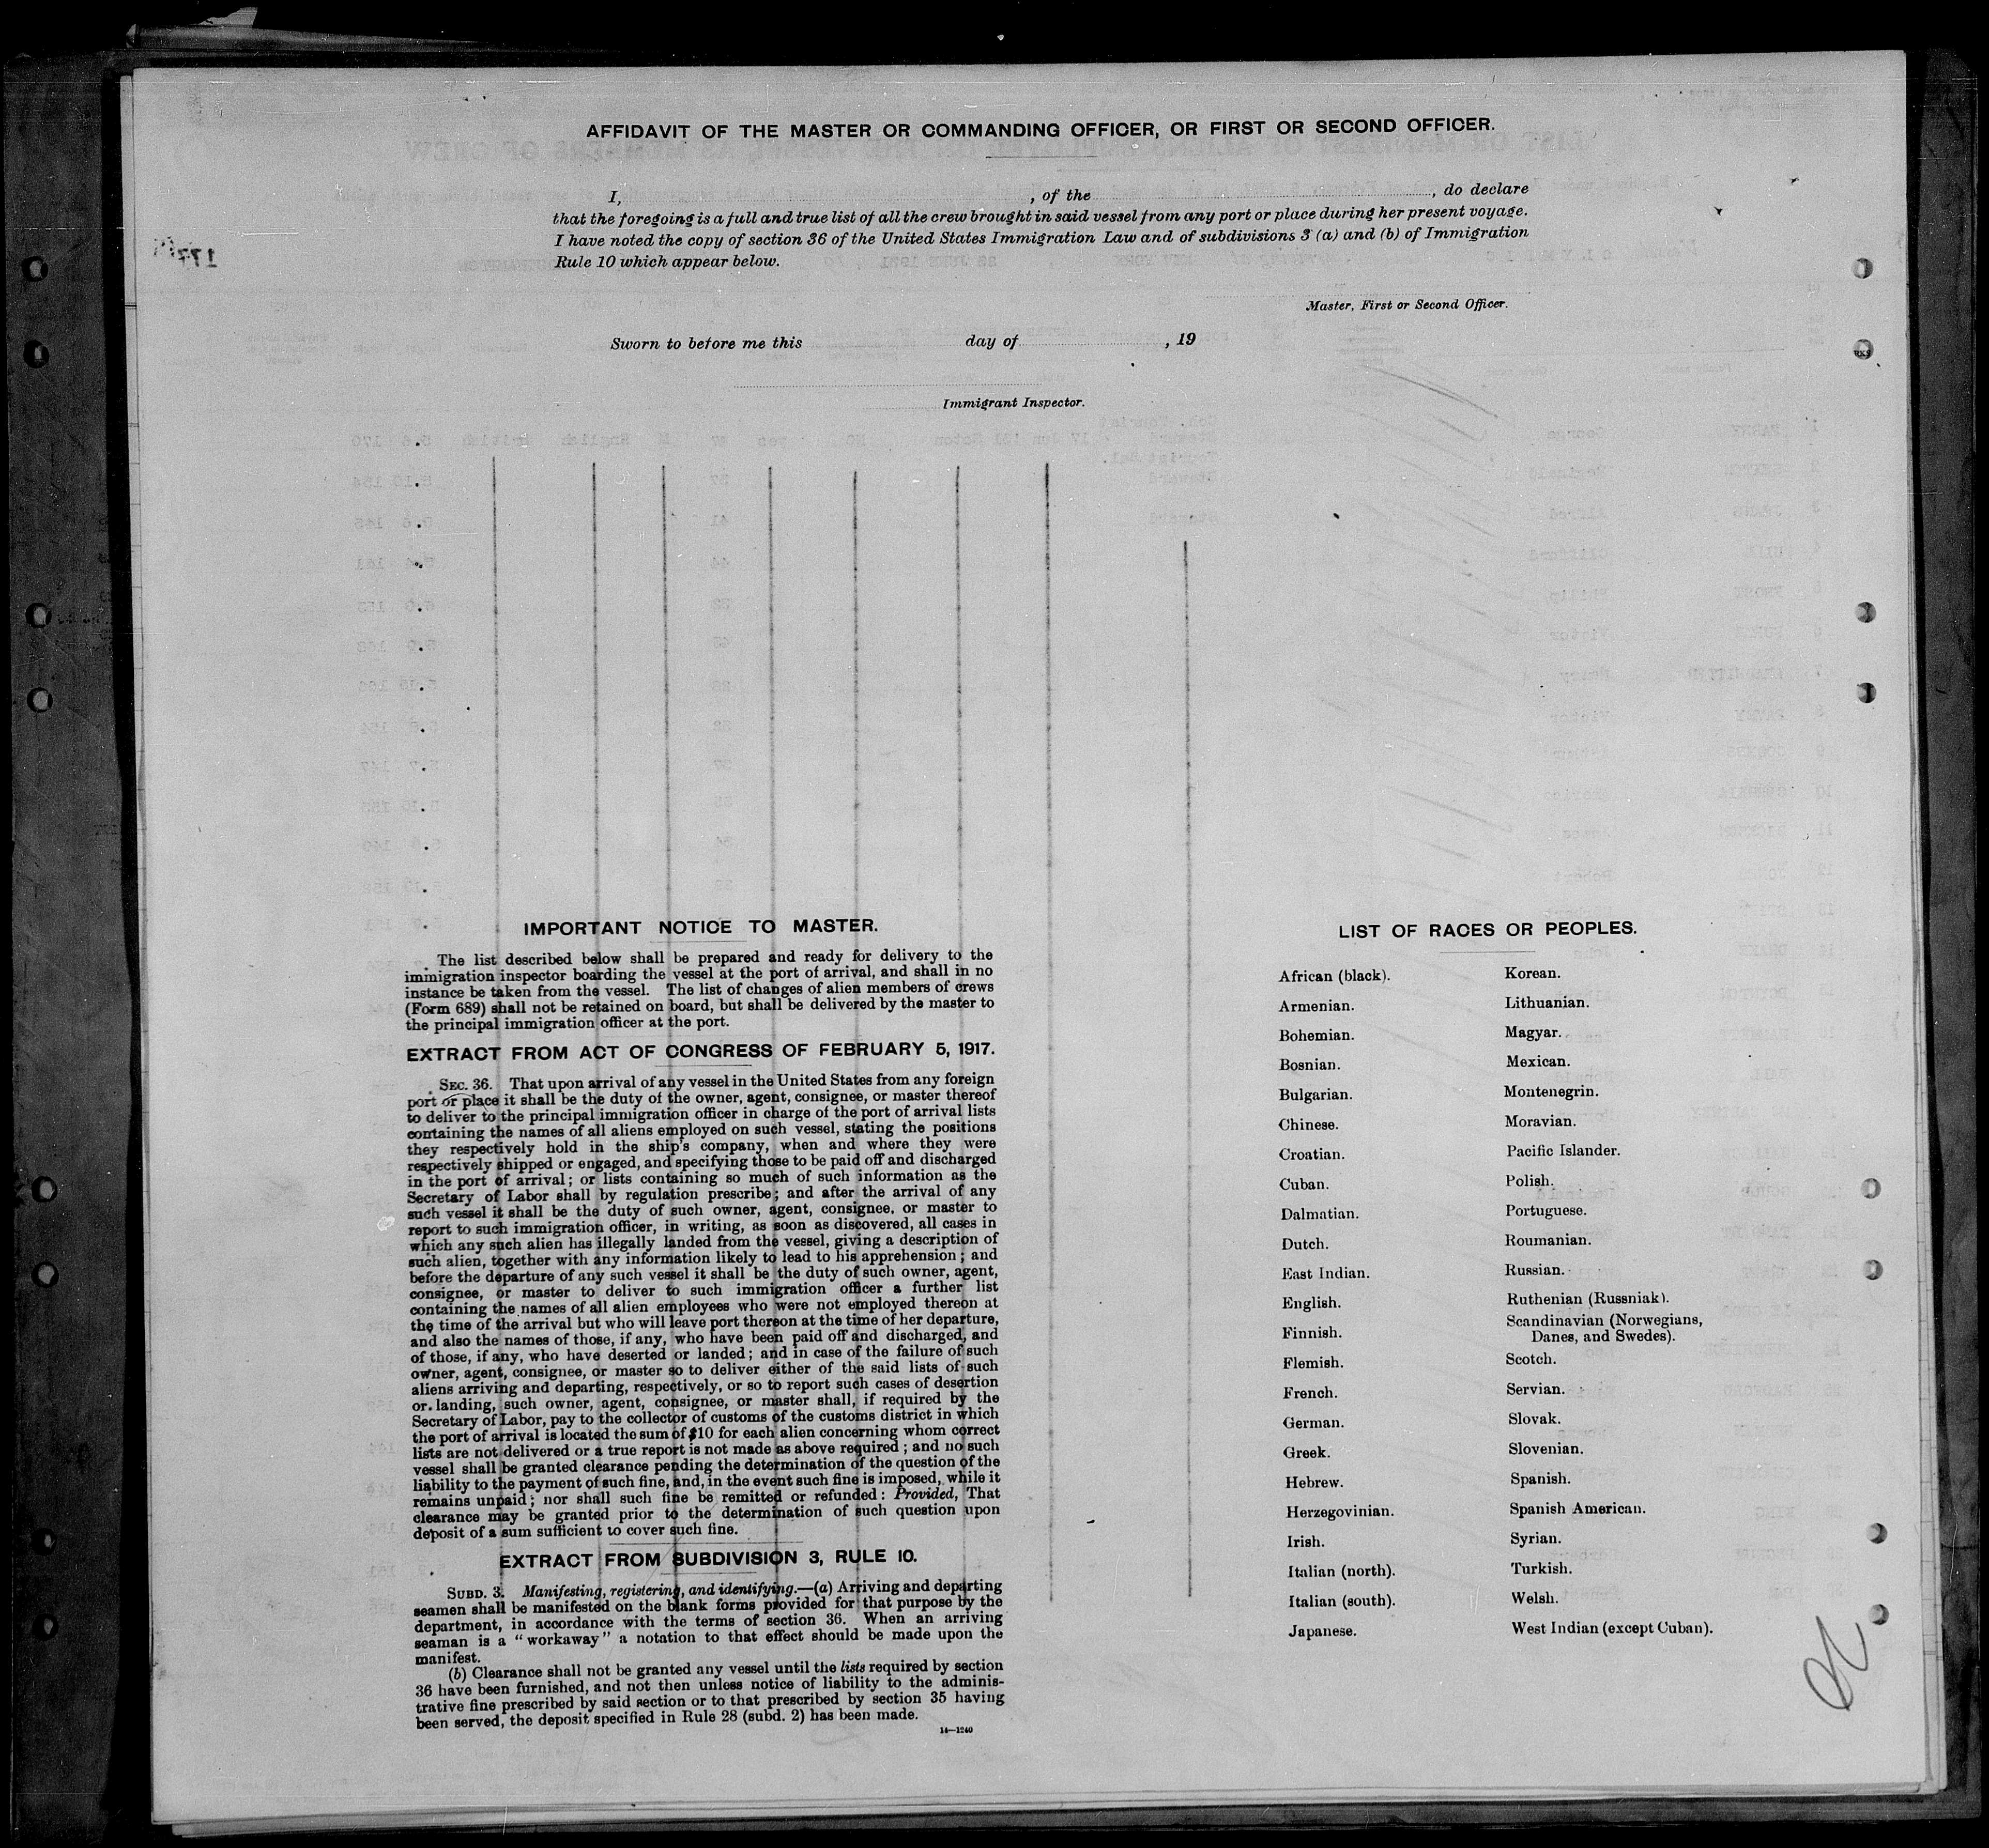 AFFIDAVIT OF THE MASTER OR COMMANDING OFFICER, OR FIRST OR SECOND OFFICER.
I, , of the , do declare
that the foregoing is a full and true list of all the crew brought in said vessel from any port or place during her present voyage.
I have noted the copy of section 36 of the United States Immigration Law and of subdivisions 3 (a) and (b) of Immigration
Rule 10 which appear below.
Master, First or Second Officer.
Sworn to before me this day of , 19
Immigrant Inspector.
IMPORTANT NOTICE TO MASTER.
The list described below shall be prepared and ready for delivery to the
immigration inspector boarding the vessel at the port of arrival, and shall in no
instance be taken from the vessel. The list of changes of alien members of crews
(Form 689) shall not be retained on board, but shall be delivered by the master to
the principal immigration officer at the port.
EXTRACT FROM ACT OF CONGRESS OF FEBRUARY 5, 1917.
SEC. 36. That upon arrival of any vessel in the United States from any foreign
port or place it shall be the duty of the owner, agent, consignee, or master thereof
to deliver to the principal immigration officer in charge of the port of arrival lists
containing the names of all aliens employed on such vessel, stating the positions
they respectively hold in the ship's company, when and where they were
respectively shipped or engaged, and specifying those to be paid off and discharged
in the port of arrival; or lists containing so much of such information as the
Secretary of Labor shall by regulation prescribe; and after the arrival of any
such vessel it shall be the duty of such owner, agent, consignee, or master to
report to such immigration officer, in writing, as soon as discovered, all cases in
which any such alien has illegally landed from the vessel, giving a description of
such alien, together with any information likely to lead to his apprehension; and
before the departure of any such vessel it shall be the duty of such owner, agent,
consignee, or master to deliver to such immigration officer a further list
containing the names of all alien employees who were not employed thereon at
the time of the arrival but who will leave port thereon at the time of her departure,
and also the names of those, if any, who have been paid off and discharged, and
of those, if any, who have deserted or landed; and in case of the failure of such
owner, agent, consignee, or master so to deliver either of the said lists of such
aliens arriving and departing, respectively, or so to report such cases of desertion
or landing, such owner, agent, consignee, or master shall, if required by the
Secretary of Labor, pay to the collector of customs of the customs district in which
the port of arrival is located the sum of $10 for each alien concerning whom correct
lists are not delivered or a true report is not made as above required; and no such
vessel shall be granted clearance pending the determination of the question of the
liability to the payment of such fine, and, in the event such fine is imposed, while it
remains unpaid; nor shall such fine be remitted or refunded: Provided, That
clearance may be granted prior to the determination of such question upon
deposit of a sum sufficient to cover such fine.
EXTRACT FROM SUBDIVISION 3, RULE 10.
SUBD. 3. Manifesting, registering, and identifying.—(a) Arriving and departing
seamen shall be manifested on the blank forms provided for that purpose by the
department, in accordance with the terms of section 36. When an arriving
seaman is a "workaway" a notation to that effect should be made upon the
manifest.
(b) Clearance shall not be granted any vessel until the lists required by section
36 have been furnished, and not then unless notice of liability to the adminis-
trative fine prescribed by said section or to that prescribed by section 35 having
been served, the deposit specified in Rule 28 (subd. 2) has been made.
14—1240
LIST OF RACES OR PEOPLES.
African (black).
Armenian.
Bohemian.
Bosnian.
Bulgarian.
Chinese.
Croatian.
Cuban.
Dalmatian.
Dutch.
East Indian.
English.
Finnish.
Flemish.
French.
German.
Greek.
Hebrew.
Herzegovinian.
Irish.
Italian (north).
Italian (south).
Japanese.
Korean.
Lithuanian.
Magyar.
Mexican.
Montenegrin.
Moravian.
Pacific Islander.
Polish.
Portuguese.
Roumanian.
Russian.
Ruthenian (Russniak).
Scandinavian (Norwegians,
Danes, and Swedes).
Scotch.
Servian.
Slovak.
Slovenian.
Spanish.
Spanish American.
Syrian.
Turkish.
Welsh.
West Indian (except Cuban).